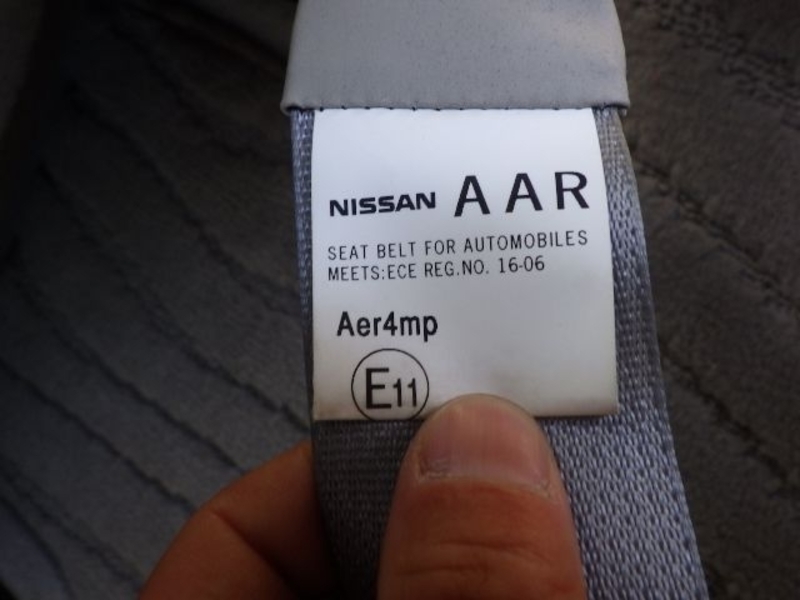 NISSAN AAR
SEAT BELT FOR AUTOMOBILES
MEETS:ECE REG.NO. 16-06
Aer4mp
E11